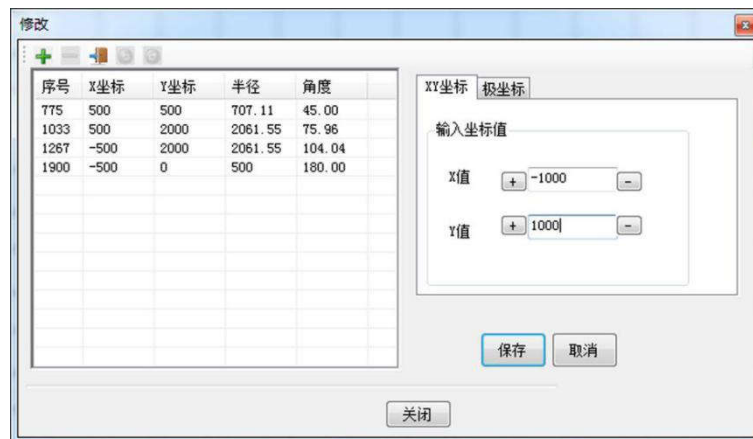 修改
序号 X坐标 Y坐标 半径 角度
775 500 500 707.11 45.00
1033 500 2000 2061.55 75.96
1267 -500 2000 2061.55 104.04
1900 -500 0 500 180.00
XY坐标 极坐标
输入坐标值
X值 + -1000 -
Y值 + 1000 -
保存 取消
关闭